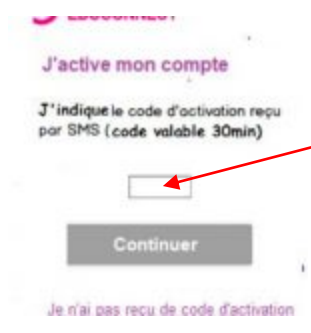 EDUCONNECT
J'active mon compte
J'indique le code d'activation reçu
par SMS (code valable 30min)
Continuer
Je n'ai pas reçu de code d'activation